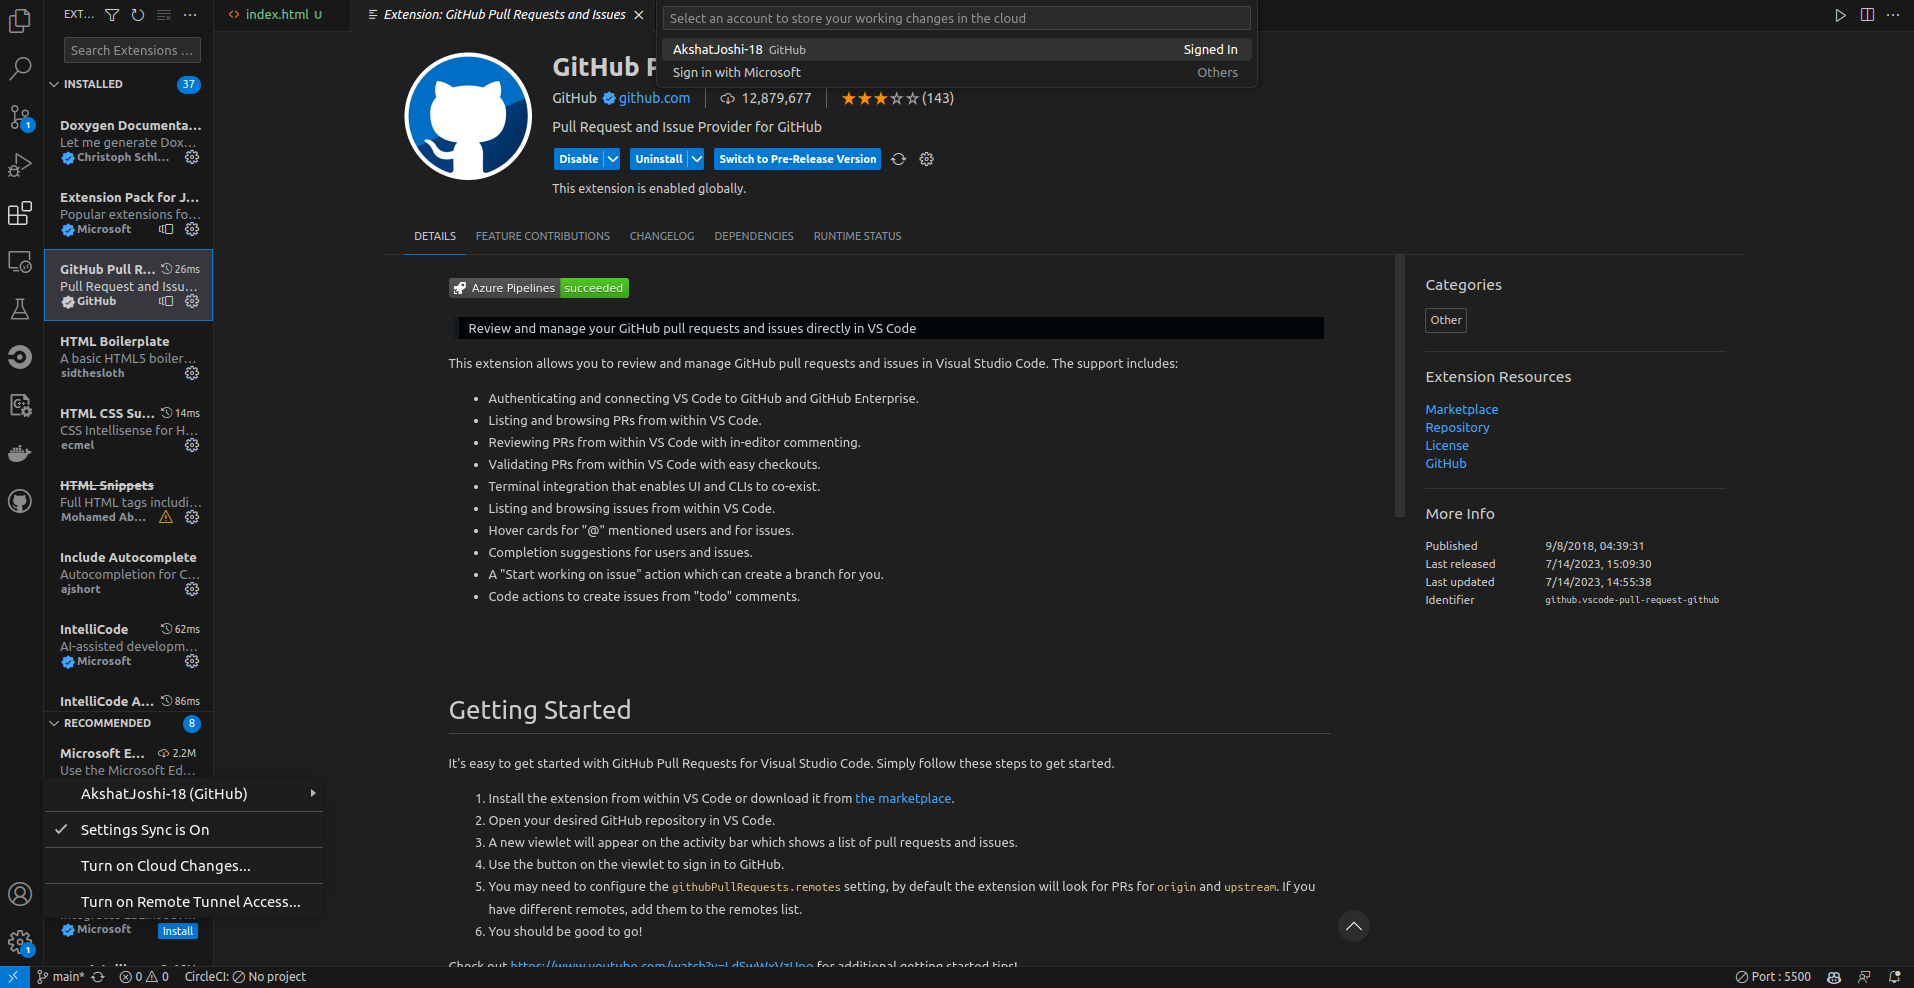 EXT...
Search Extensions ...
INSTALLED 37
Doxygen Documenta...
Let me generate Dox...
Christoph Schl...
Extension Pack for J...
Popular extensions fo...
Microsoft
GitHub Pull R... 26ms
Pull Request and Issu...
GitHub
HTML Boilerplate
A basic HTML5 boiler...
sidthesloth
HTML CSS Su... 14ms
CSS Intellisense for H...
ecmel
HTML Snippets
Full HTML tags includi...
Mohamed Ab...
Include Autocomplete
Autocompletion for C...
ajshort
IntelliCode 62ms
AI-assisted developm...
Microsoft
IntelliCode A... 86ms
RECOMMENDED 8
Microsoft E... 2.2M
Use the Microsoft Ed...
AkshatJoshi-18 (GitHub)
Settings Sync is On
Turn on Cloud Changes...
Turn on Remote Tunnel Access...
Microsoft Install
1
1
index.html U
Extension: GitHub Pull Requests and Issues
Select an account to store your working changes in the cloud
AkshatJoshi-18 GitHub Signed In
Sign in with Microsoft Others
GitHub
GitHub github.com 12,879,677 (143)
Pull Request and Issue Provider for GitHub
Disable Uninstall Switch to Pre-Release Version
This extension is enabled globally.
DETAILS FEATURE CONTRIBUTIONS CHANGELOG DEPENDENCIES RUNTIME STATUS
Azure Pipelines succeeded
Review and manage your GitHub pull requests and issues directly in VS Code
This extension allows you to review and manage GitHub pull requests and issues in Visual Studio Code. The support includes:
• Authenticating and connecting VS Code to GitHub and GitHub Enterprise.
• Listing and browsing PRs from within VS Code.
• Reviewing PRs from within VS Code with in-editor commenting.
• Validating PRs from within VS Code with easy checkouts.
• Terminal integration that enables UI and CLIs to co-exist.
• Listing and browsing issues from within VS Code.
• Hover cards for "@" mentioned users and for issues.
• Completion suggestions for users and issues.
• A "Start working on issue" action which can create a branch for you.
• Code actions to create issues from "todo" comments.
Getting Started
It's easy to get started with GitHub Pull Requests for Visual Studio Code. Simply follow these steps to get started.
1. Install the extension from within VS Code or download it from the marketplace.
2. Open your desired GitHub repository in VS Code.
3. A new viewlet will appear on the activity bar which shows a list of pull requests and issues.
4. Use the button on the viewlet to sign in to GitHub.
5. You may need to configure the githubPullRequests.remotes setting, by default the extension will look for PRs for origin and upstream. If you
have different remotes, add them to the remotes list.
6. You should be good to go!
Check out https://www.youtube.com/watch?v=LdSwWxVzUpo for additional getting started tips!
Categories
Other
Extension Resources
Marketplace
Repository
License
GitHub
More Info
Published 9/8/2018, 04:39:31
Last released 7/14/2023, 15:09:30
Last updated 7/14/2023, 14:55:38
Identifier github.vscode-pull-request-github
main* 0 0 CircleCI: No project Port : 5500